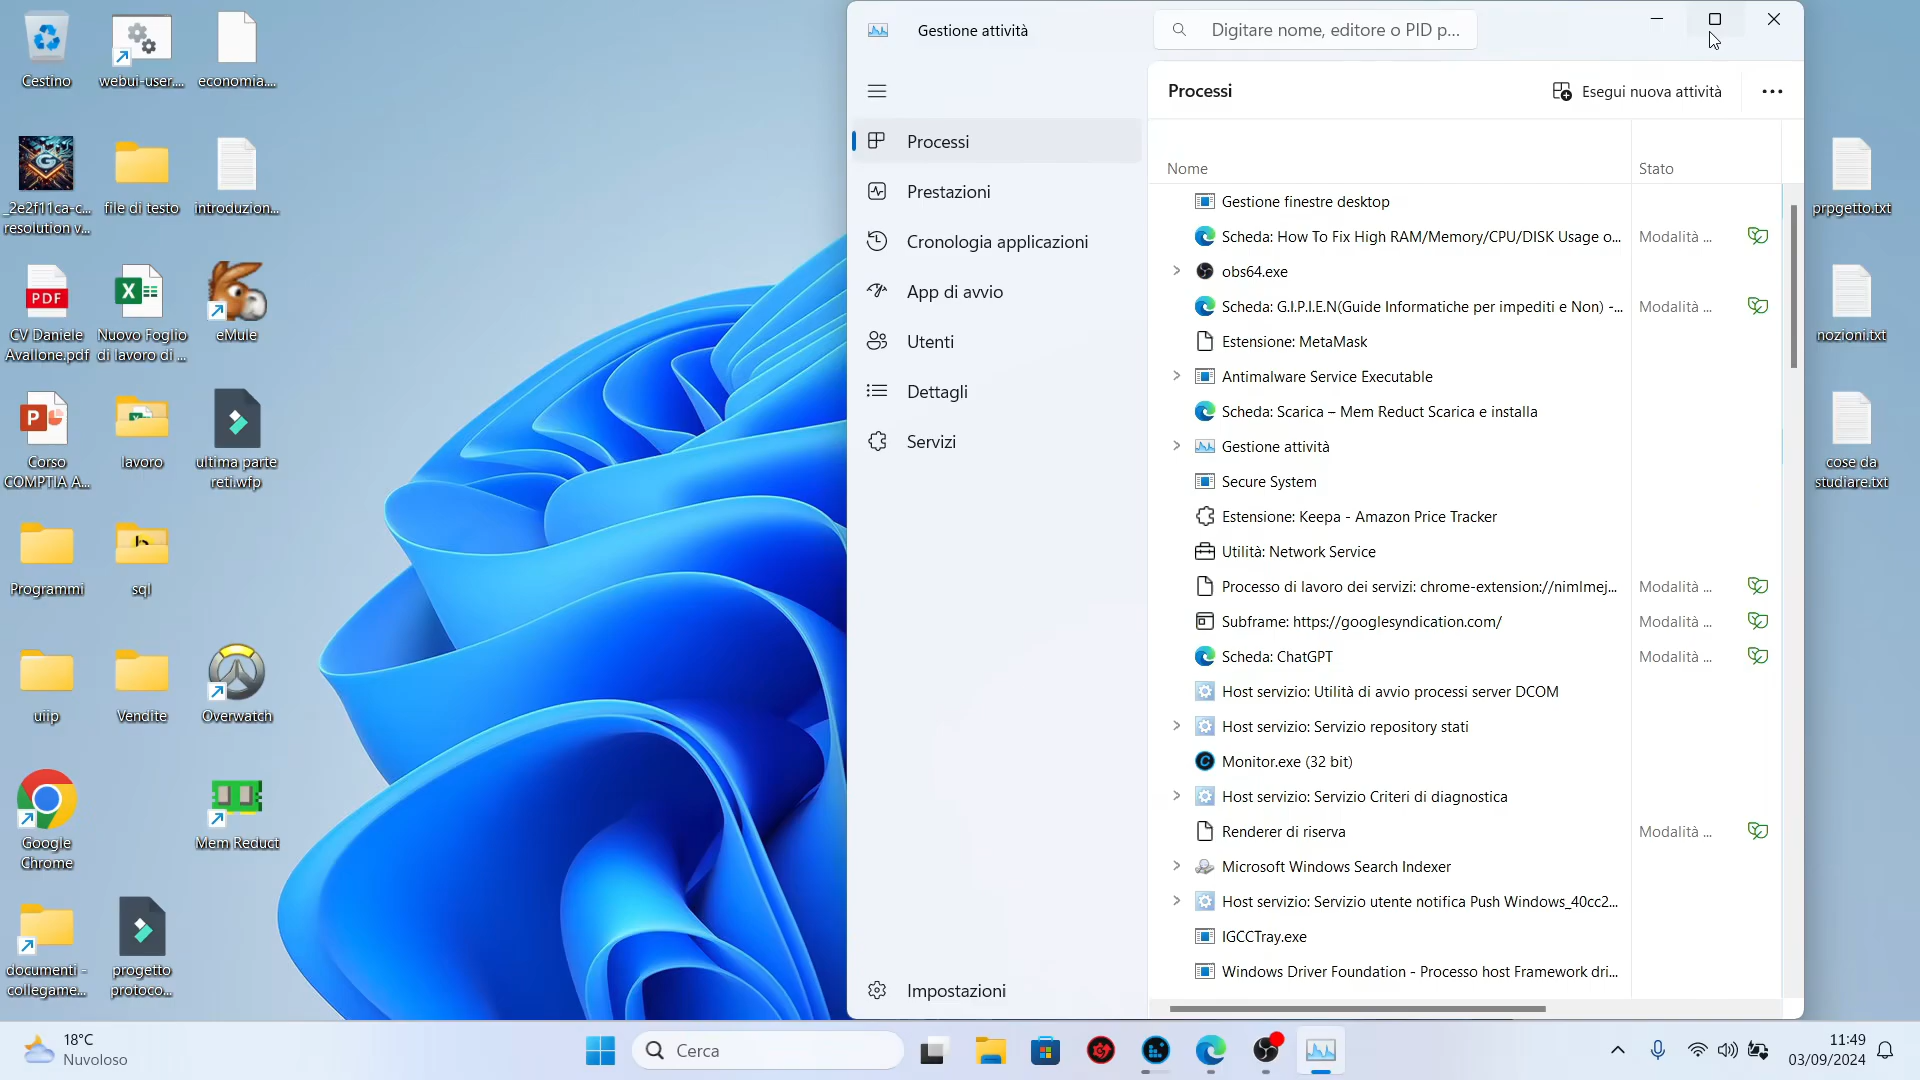 Cestino
webui-user....
economia....
_2e2f11ca-c...
resolution v...
file di testo
introduzion...
CV Daniele
Avallone.pdf
Nuovo Foglio
di lavoro di ...
eMule
Corso
COMPTIA A...
lavoro
ultima parte
reti.wfp
Programmi
sql
uiip
Vendite
Overwatch
Google
Chrome
Mem Reduct
documenti -
collegame...
progetto
protoco...
Gestione attività
Digitare nome, editore o PID p...
Processi
Prestazioni
Cronologia applicazioni
App di avvio
Utenti
Dettagli
Servizi
Impostazioni
Processi
Esegui nuova attività
Nome
Stato
Gestione finestre desktop
Scheda: How To Fix High RAM/Memory/CPU/DISK Usage o... Modalità ...
obs64.exe
Scheda: G.I.P.I.E.N(Guide Informatiche per impediti e Non) -... Modalità ...
Estensione: MetaMask
Antimalware Service Executable
Scheda: Scarica – Mem Reduct Scarica e installa
Gestione attività
Secure System
Estensione: Keepa - Amazon Price Tracker
Utilità: Network Service
Processo di lavoro dei servizi: chrome-extension://nimlmej... Modalità ...
Subframe: https://googlesyndication.com/ Modalità ...
Scheda: ChatGPT Modalità ...
Host servizio: Utilità di avvio processi server DCOM
Host servizio: Servizio repository stati
Monitor.exe (32 bit)
Host servizio: Servizio Criteri di diagnostica
Renderer di riserva Modalità ...
Microsoft Windows Search Indexer
Host servizio: Servizio utente notifica Push Windows_40cc2...
IGCCTray.exe
Windows Driver Foundation - Processo host Framework dri...
prpgetto.txt
nozioni.txt
cose da
studiare.txt
18°C
Nuvoloso
Cerca
11:49
03/09/2024